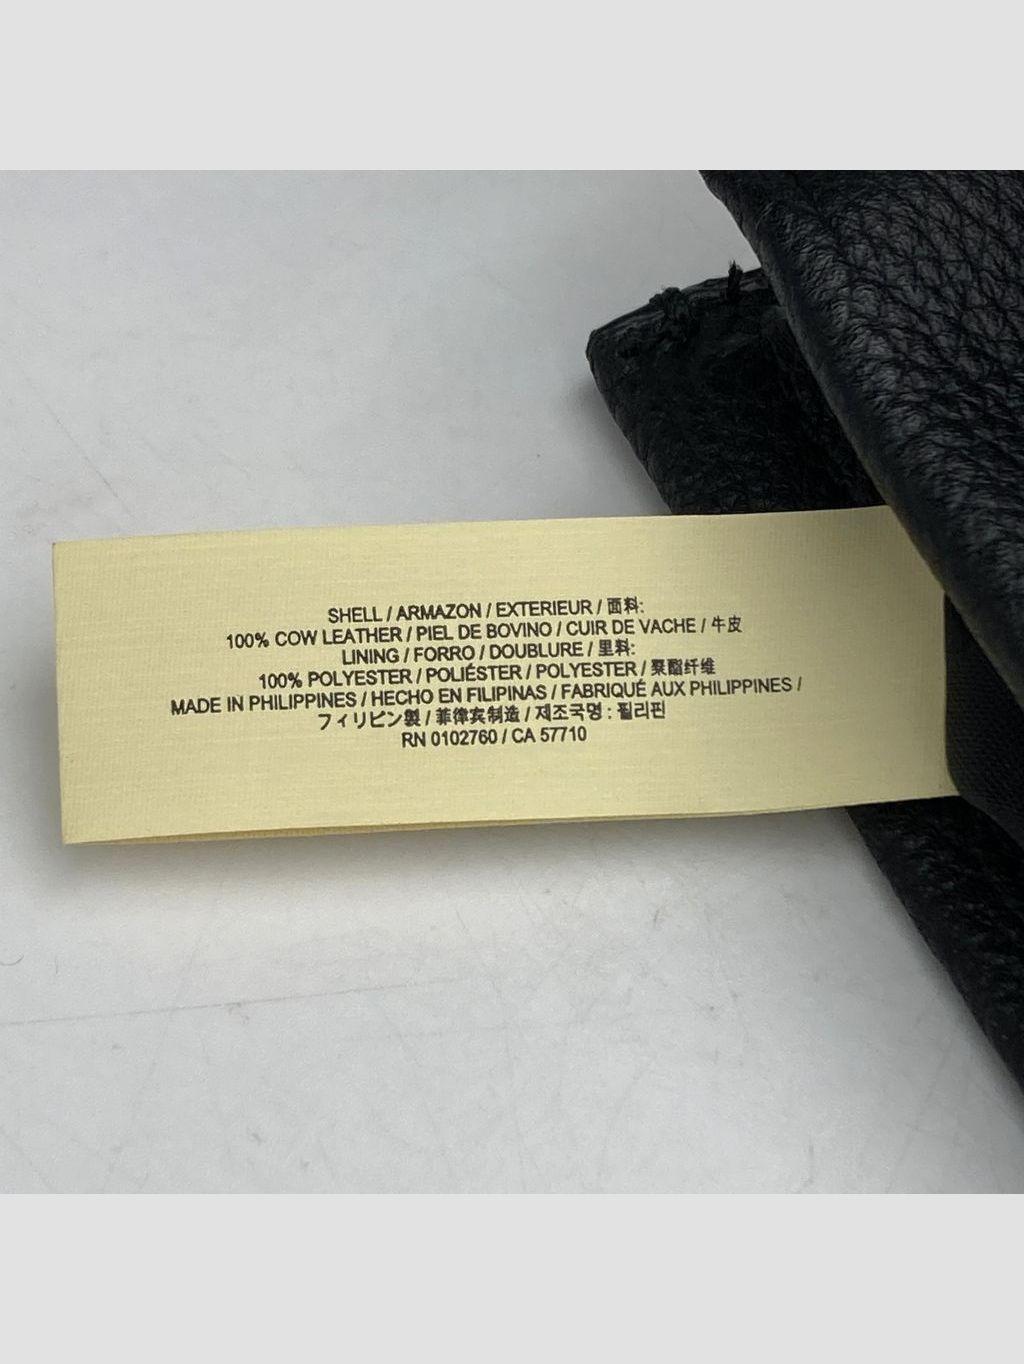 SHELL / ARMAZON / EXTERIEUR / 面料:
100% COW LEATHER / PIEL DE BOVINO / CUIR DE VACHE / 牛皮
LINING / FORRO / DOUBLURE / 里料:
100% POLYESTER / POLIÉSTER / POLYESTER / 聚酯纤维
MADE IN PHILIPPINES / HECHO EN FILIPINAS / FABRIQUÉ AUX PHILIPPINES /
フィリピン製 / 菲律宾制造 / 제조국명 : 필리핀
RN 0102760 / CA 57710